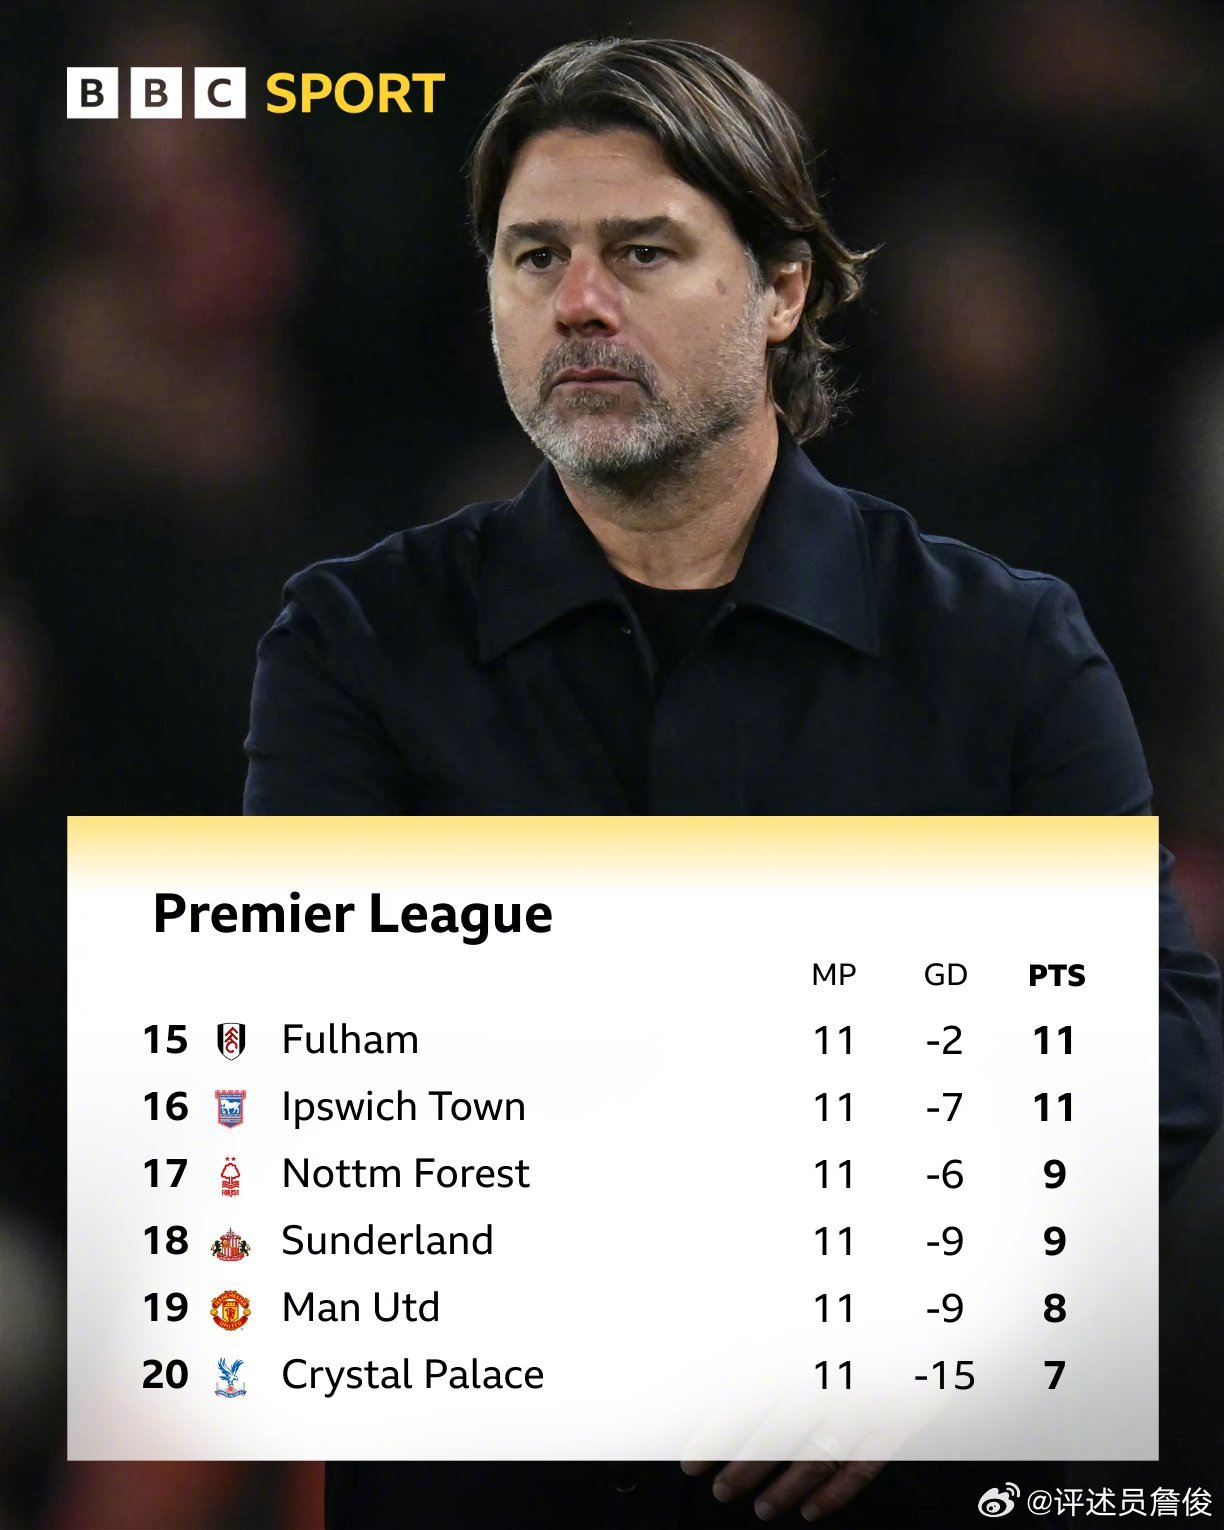 BBC SPORT
Premier League
MP GD PTS
15 Fulham 11 -2 11
16 Ipswich Town 11 -7 11
17 Nottm Forest 11 -6 9
18 Sunderland 11 -9 9
19 Man Utd 11 -9 8
20 Crystal Palace 11 -15 7
@评述员詹俊